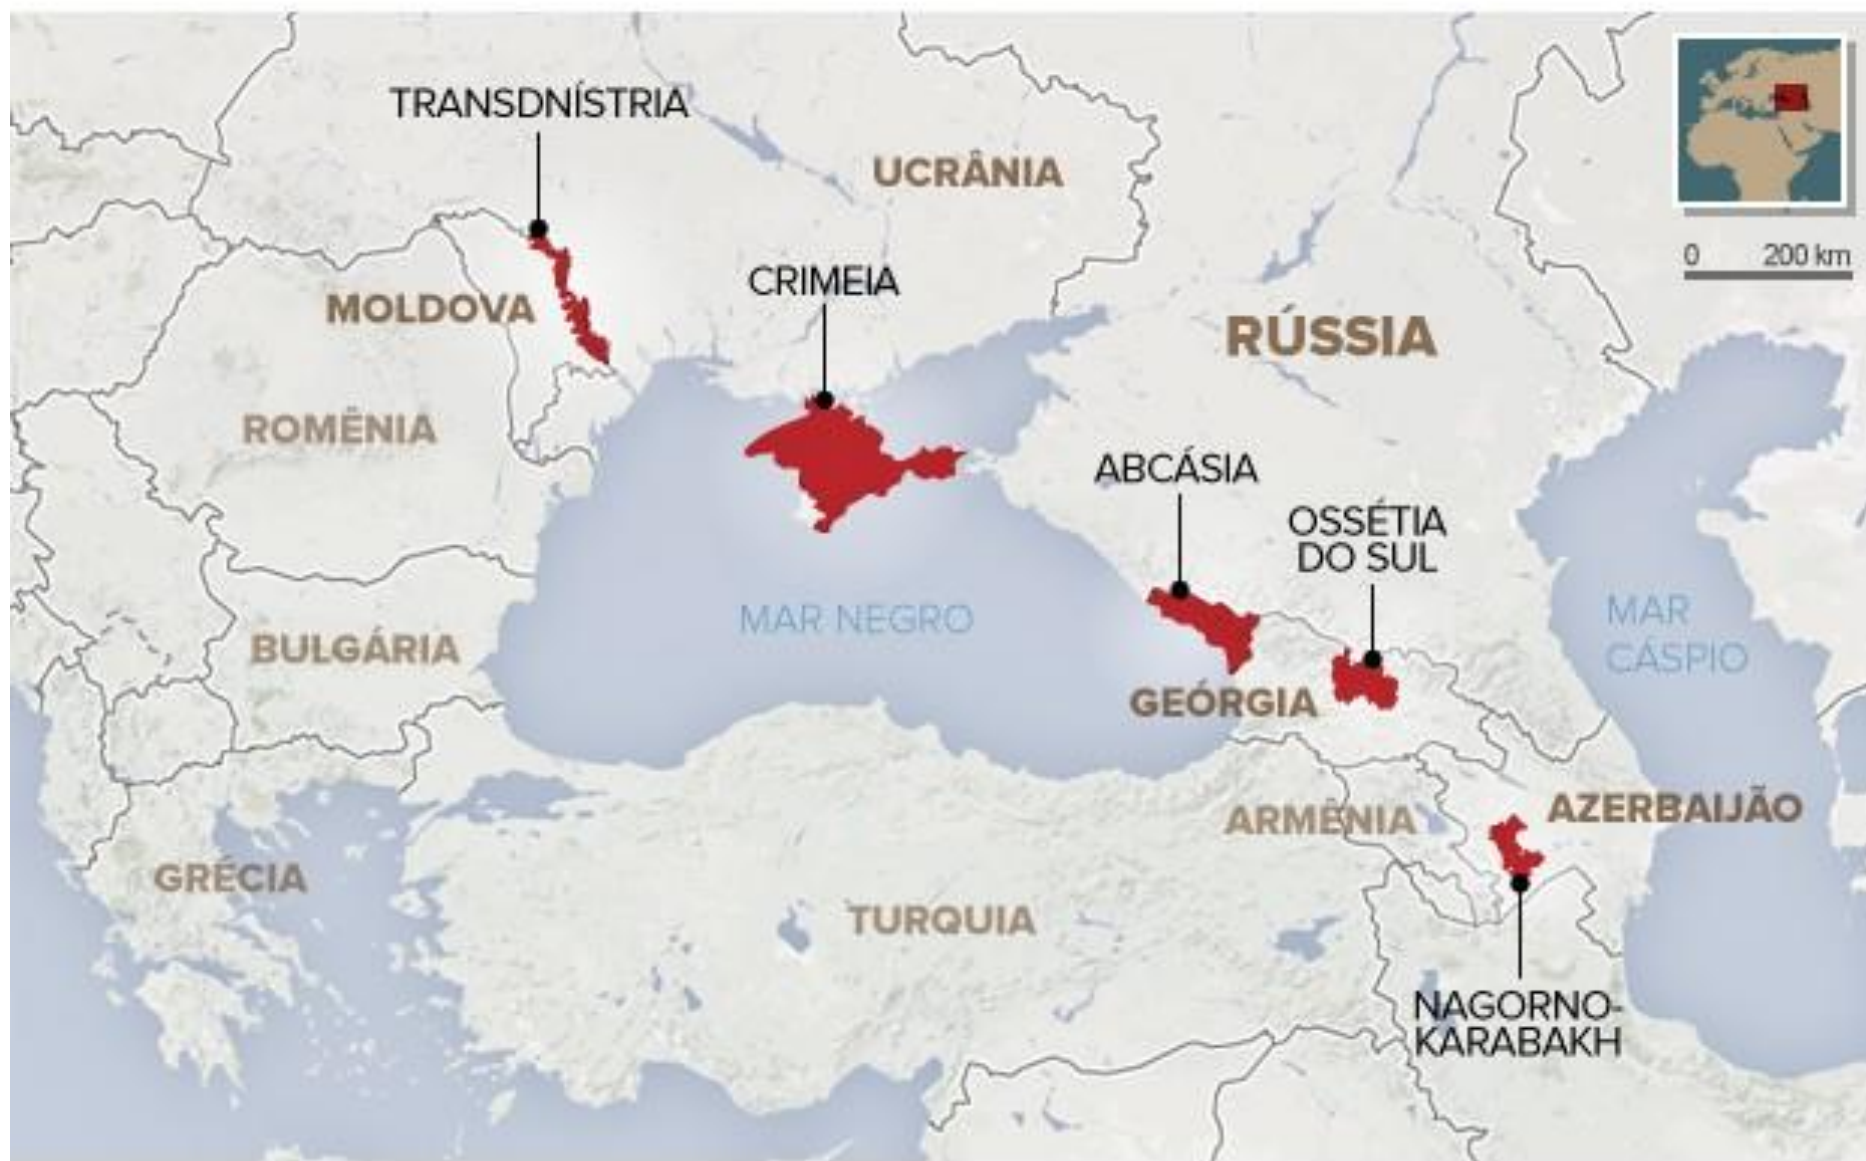 TRANSDNÍSTRIA
UCRÂNIA
0 200 km
CRIMEIA
MOLDOVA
RÚSSIA
ROMÊNIA
ABCÁSIA
OSSÉTIA
DO SUL
MAR NEGRO
MAR
CÁSPIO
BULGÁRIA
GEÓRGIA
ARMÊNIA
AZERBAIJÃO
GRÉCIA
TURQUIA
NAGORNO-
KARABAKH